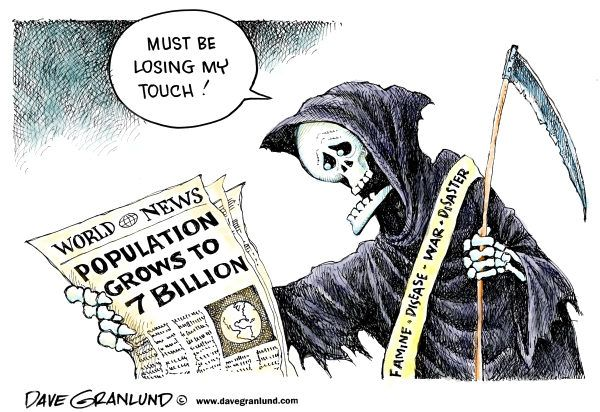 MUST BE
LOSING MY
TOUCH!
WORLD NEWS
POPULATION
GROWS TO
7 BILLION
FAMINE • DISEASE - WAR - DISASTER
DAVE GRANLUND © www.davegranlund.com